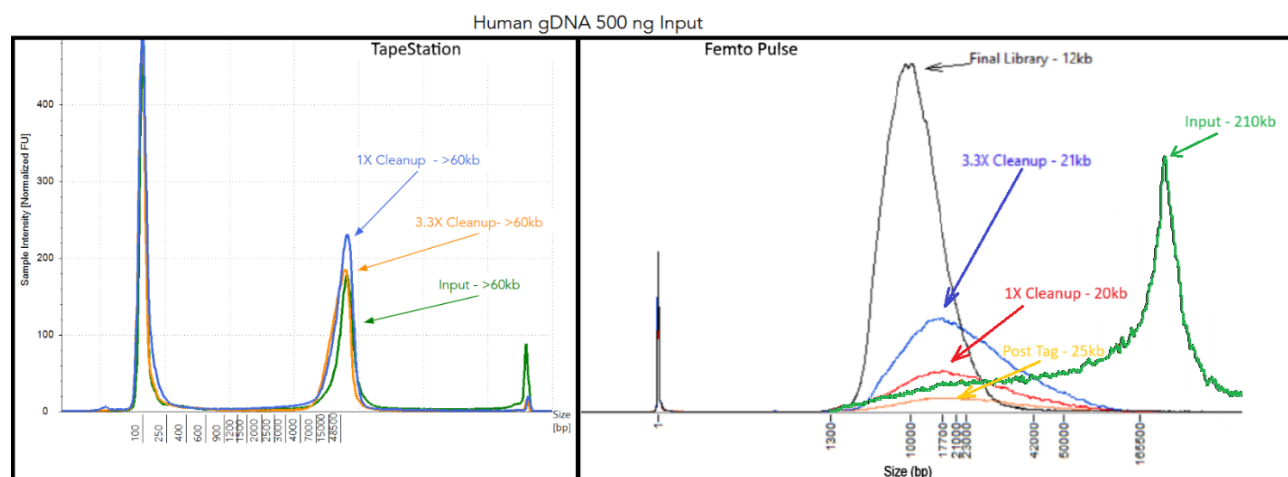 Human gDNA 500 ng Input
TapeStation
Sample Intensity [Normalized FU]
400
300
200
100
0
1X Cleanup - >60kb
3.3X Cleanup- >60kb
Input - >60kb
100
250
400
600
900
1200
1500
2000
2500
3000
4000
7000
15000
48500
Size
[bp]
Femto Pulse
Final Library - 12kb
Input - 210kb
3.3X Cleanup - 21kb
1X Cleanup - 20kb
Post Tag - 25kb
1
1300
10000
17700
21000
23000
42000
50000
165500
Size (bp)